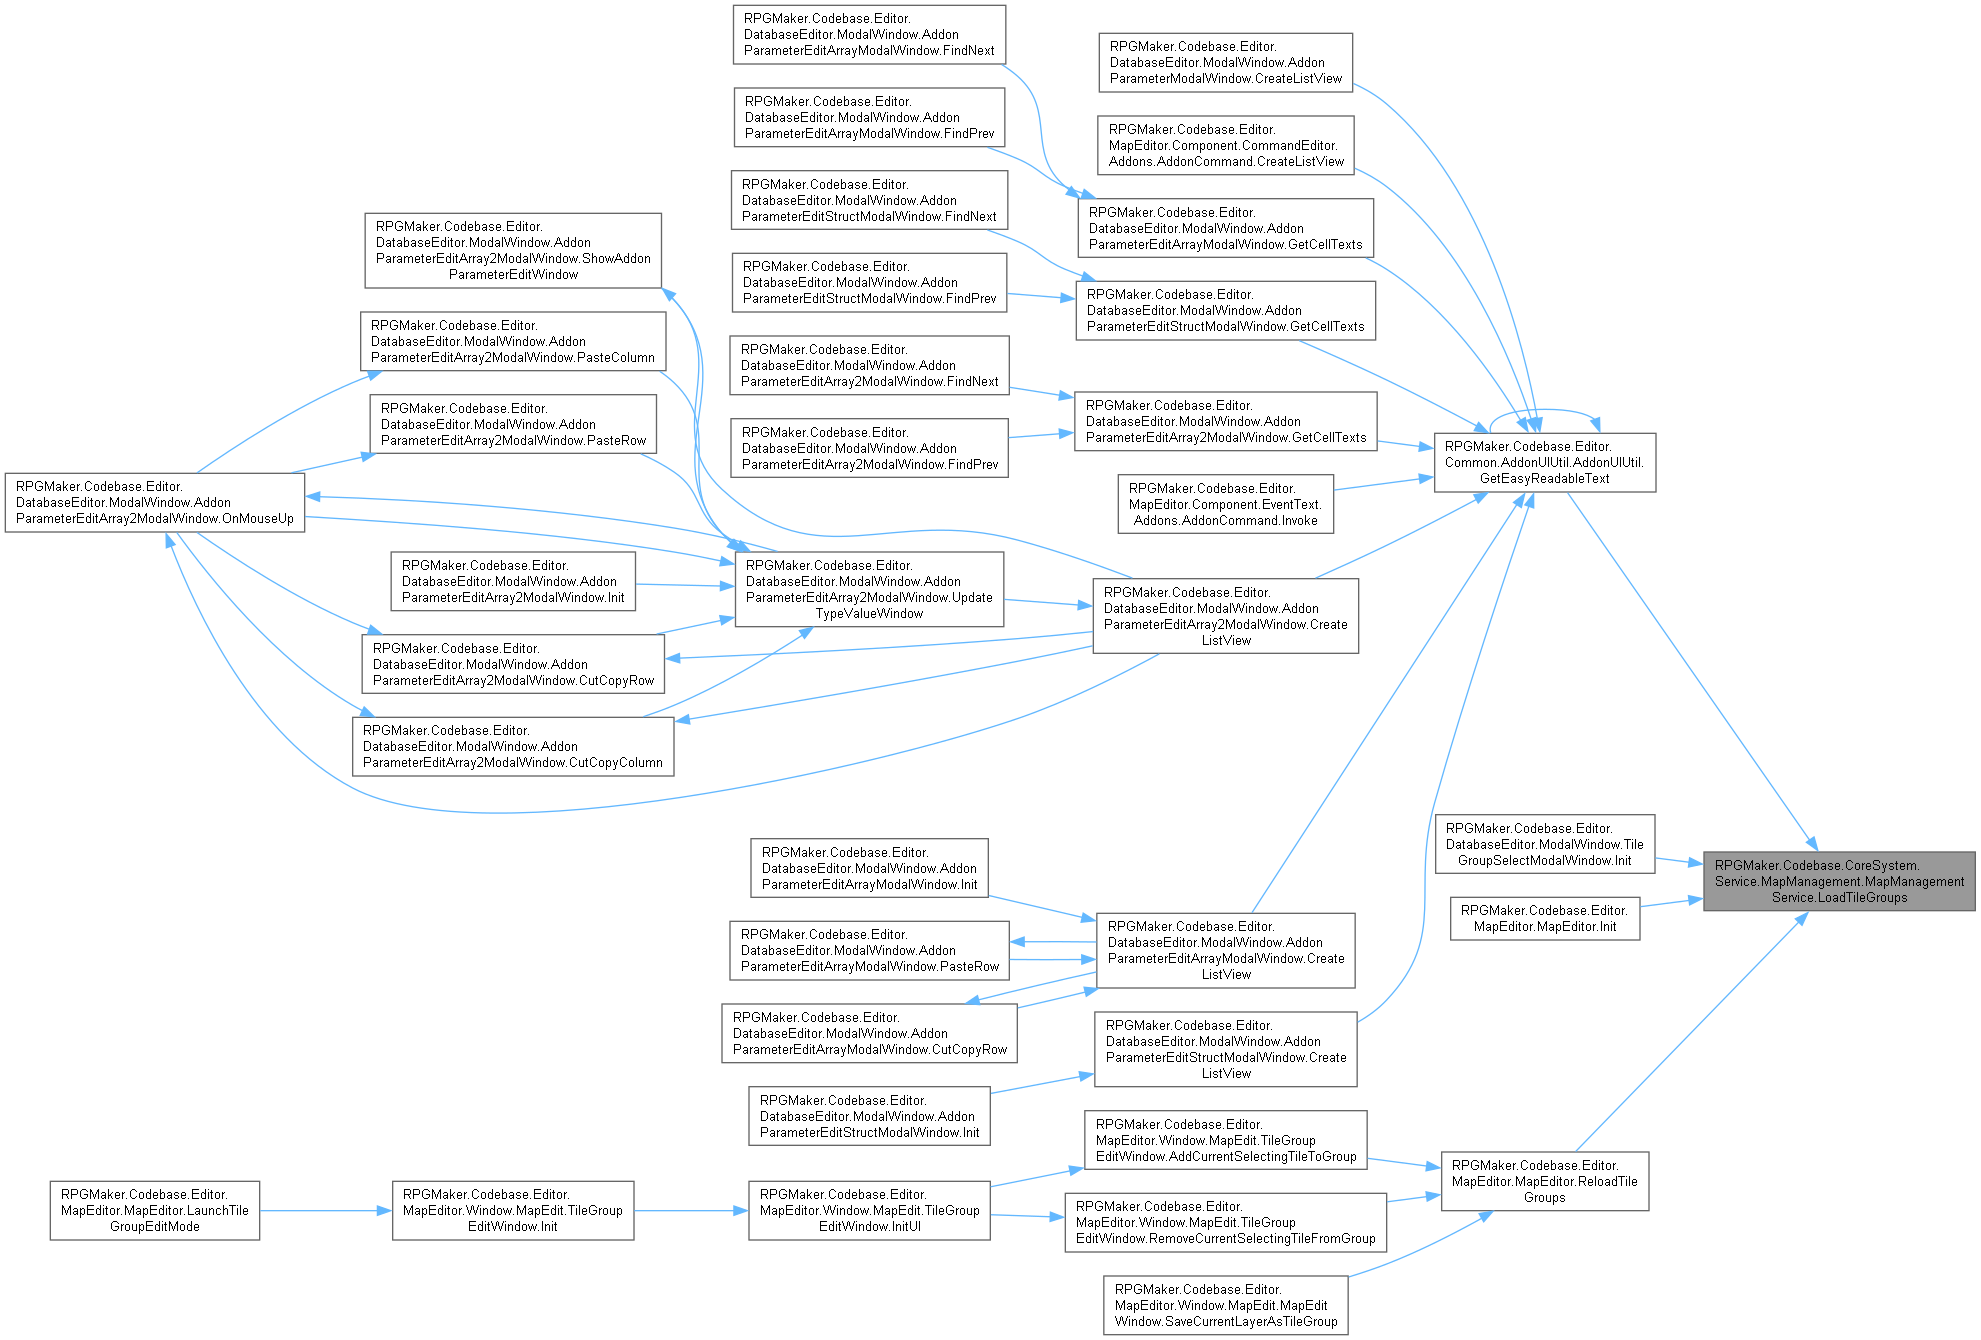 RPGMaker.Codebase.Editor.
DatabaseEditor.ModalWindow.Addon
ParameterEditArrayModalWindow.FindNext
RPGMaker.Codebase.Editor.
DatabaseEditor.ModalWindow.Addon
ParameterModalWindow.CreateListView
RPGMaker.Codebase.Editor.
DatabaseEditor.ModalWindow.Addon
ParameterEditArrayModalWindow.FindPrev
RPGMaker.Codebase.Editor.
MapEditor.Component.CommandEditor.
Addons.AddonCommand.CreateListView
RPGMaker.Codebase.Editor.
DatabaseEditor.ModalWindow.Addon
ParameterEditStructModalWindow.FindNext
RPGMaker.Codebase.Editor.
DatabaseEditor.ModalWindow.Addon
ParameterEditArrayModalWindow.GetCellTexts
RPGMaker.Codebase.Editor.
DatabaseEditor.ModalWindow.Addon
ParameterEditArray2ModalWindow.ShowAddon
ParameterEditWindow
RPGMaker.Codebase.Editor.
DatabaseEditor.ModalWindow.Addon
ParameterEditStructModalWindow.FindPrev
RPGMaker.Codebase.Editor.
DatabaseEditor.ModalWindow.Addon
ParameterEditStructModalWindow.GetCellTexts
RPGMaker.Codebase.Editor.
DatabaseEditor.ModalWindow.Addon
ParameterEditArray2ModalWindow.PasteColumn
RPGMaker.Codebase.Editor.
DatabaseEditor.ModalWindow.Addon
ParameterEditArray2ModalWindow.FindNext
RPGMaker.Codebase.Editor.
DatabaseEditor.ModalWindow.Addon
ParameterEditArray2ModalWindow.PasteRow
RPGMaker.Codebase.Editor.
DatabaseEditor.ModalWindow.Addon
ParameterEditArray2ModalWindow.GetCellTexts
RPGMaker.Codebase.Editor.
DatabaseEditor.ModalWindow.Addon
ParameterEditArray2ModalWindow.FindPrev
RPGMaker.Codebase.Editor.
Common.AddonUIUtil.AddonUIUtil.
GetEasyReadableText
RPGMaker.Codebase.Editor.
DatabaseEditor.ModalWindow.Addon
ParameterEditArray2ModalWindow.OnMouseUp
RPGMaker.Codebase.Editor.
MapEditor.Component.EventText.
Addons.AddonCommand.Invoke
RPGMaker.Codebase.Editor.
DatabaseEditor.ModalWindow.Addon
ParameterEditArray2ModalWindow.Init
RPGMaker.Codebase.Editor.
DatabaseEditor.ModalWindow.Addon
ParameterEditArray2ModalWindow.Update
TypeValueWindow
RPGMaker.Codebase.Editor.
DatabaseEditor.ModalWindow.Addon
ParameterEditArray2ModalWindow.Create
ListView
RPGMaker.Codebase.Editor.
DatabaseEditor.ModalWindow.Addon
ParameterEditArray2ModalWindow.CutCopyRow
RPGMaker.Codebase.Editor.
DatabaseEditor.ModalWindow.Addon
ParameterEditArray2ModalWindow.CutCopyColumn
RPGMaker.Codebase.Editor.
DatabaseEditor.ModalWindow.Tile
GroupSelectModalWindow.Init
RPGMaker.Codebase.Editor.
DatabaseEditor.ModalWindow.Addon
ParameterEditArrayModalWindow.Init
RPGMaker.Codebase.CoreSystem.
Service.MapManagement.MapManagement
Service.LoadTileGroups
RPGMaker.Codebase.Editor.
MapEditor.MapEditor.Init
RPGMaker.Codebase.Editor.
DatabaseEditor.ModalWindow.Addon
ParameterEditArrayModalWindow.PasteRow
RPGMaker.Codebase.Editor.
DatabaseEditor.ModalWindow.Addon
ParameterEditArrayModalWindow.Create
ListView
RPGMaker.Codebase.Editor.
DatabaseEditor.ModalWindow.Addon
ParameterEditArrayModalWindow.CutCopyRow
RPGMaker.Codebase.Editor.
DatabaseEditor.ModalWindow.Addon
ParameterEditStructModalWindow.Create
ListView
RPGMaker.Codebase.Editor.
DatabaseEditor.ModalWindow.Addon
ParameterEditStructModalWindow.Init
RPGMaker.Codebase.Editor.
MapEditor.Window.MapEdit.TileGroup
EditWindow.AddCurrentSelectingTileToGroup
RPGMaker.Codebase.Editor.
MapEditor.MapEditor.ReloadTile
Groups
RPGMaker.Codebase.Editor.
MapEditor.MapEditor.LaunchTile
GroupEditMode
RPGMaker.Codebase.Editor.
MapEditor.Window.MapEdit.TileGroup
EditWindow.Init
RPGMaker.Codebase.Editor.
MapEditor.Window.MapEdit.TileGroup
EditWindow.InitUI
RPGMaker.Codebase.Editor.
MapEditor.Window.MapEdit.TileGroup
EditWindow.RemoveCurrentSelectingTileFromGroup
RPGMaker.Codebase.Editor.
MapEditor.Window.MapEdit.MapEdit
Window.SaveCurrentLayerAsTileGroup